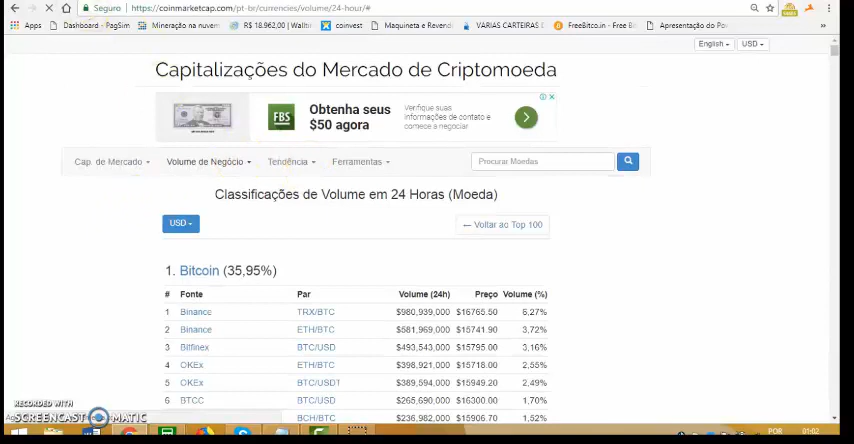 Seguro https://coinmarketcap.com/pt-br/currencies/volume/24-hour/#
Apps Dashboard - PagSim Mineração na nuvem R$ 18.962,00 | Walltir coinvest Maquineta e Revende VÁRIAS CARTEIRAS D FreeBitco.in - Free Bi Apresentação do Pov »
English USD
Capitalizações do Mercado de Criptomoeda
FBS
Obtenha seus
$50 agora
Verifique suas
informações de contato e
comece a negociar
Cap. de Mercado Volume de Negócio Tendência Ferramentas Procurar Moedas
Classificações de Volume em 24 Horas (Moeda)
USD ← Voltar ao Top 100
1. Bitcoin (35,95%)
# Fonte Par Volume (24h) Preço Volume (%)
1 Binance TRX/BTC $980,939,000 $16765.50 6,27%
2 Binance ETH/BTC $581,969,000 $15741.90 3,72%
3 Bitfinex BTC/USD $493,543,000 $15795.00 3,16%
4 OKEx ETH/BTC $398,921,000 $15718.00 2,55%
5 OKEx BTC/USDT $389,594,000 $15949.20 2,49%
6 BTCC BTC/USD $265,690,000 $16300.00 1,70%
BCH/BTC $236,982,000 $15906.70 1,52%
RECORDED WITH
SCREENCAST MATIC
POR 01:02